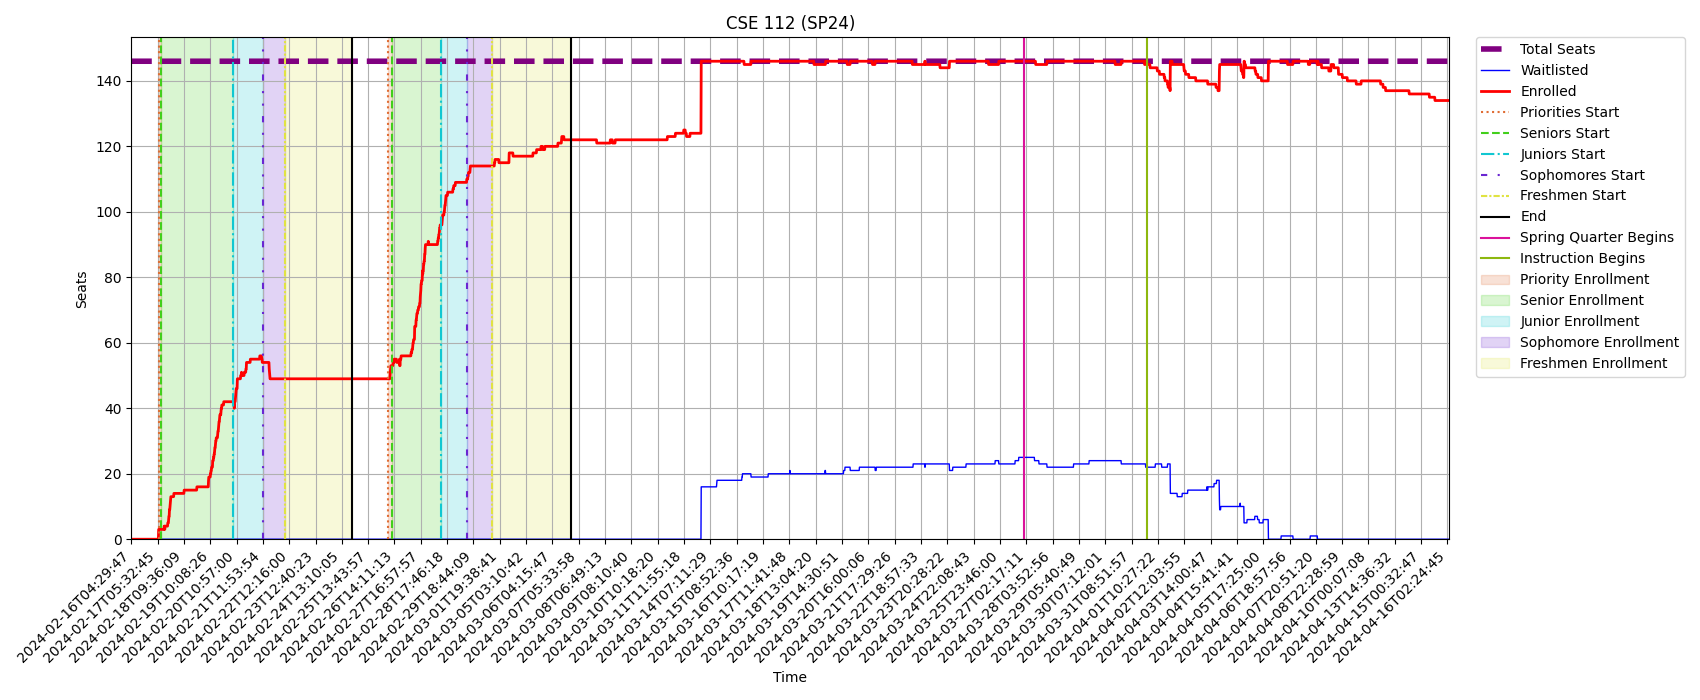 CSE 112 (SP24)
Seats
140
120
100
80
60
40
20
0
2024-02-16T04:29:47
2024-02-17T05:32:45
2024-02-18T09:36:09
2024-02-19T10:08:26
2024-02-20T10:57:00
2024-02-21T11:53:54
2024-02-22T12:16:00
2024-02-23T12:40:23
2024-02-24T13:10:05
2024-02-25T13:43:57
2024-02-26T14:11:13
2024-02-27T16:57:57
2024-02-28T17:46:18
2024-02-29T18:44:09
2024-03-01T19:38:41
2024-03-05T03:10:42
2024-03-06T04:15:47
2024-03-07T05:33:58
2024-03-08T06:49:13
2024-03-09T08:10:40
2024-03-10T10:18:20
2024-03-11T11:55:18
2024-03-14T07:11:29
2024-03-15T08:52:36
2024-03-16T10:17:19
2024-03-17T11:41:48
2024-03-18T13:04:20
2024-03-19T14:30:51
2024-03-20T16:00:06
2024-03-21T17:29:26
2024-03-22T18:57:33
2024-03-23T20:28:22
2024-03-24T22:08:43
2024-03-25T23:46:00
2024-03-27T02:17:11
2024-03-28T03:52:56
2024-03-29T05:40:49
2024-03-30T07:12:01
2024-03-31T08:51:57
2024-04-01T10:27:22
2024-04-02T12:03:55
2024-04-03T14:00:47
2024-04-04T15:41:41
2024-04-05T17:25:00
2024-04-06T18:57:56
2024-04-07T20:51:20
2024-04-08T22:28:59
2024-04-10T00:07:08
2024-04-13T14:36:32
2024-04-15T00:32:47
2024-04-16T02:24:45
Time
Total Seats
Waitlisted
Enrolled
Priorities Start
Seniors Start
Juniors Start
Sophomores Start
Freshmen Start
End
Spring Quarter Begins
Instruction Begins
Priority Enrollment
Senior Enrollment
Junior Enrollment
Sophomore Enrollment
Freshmen Enrollment